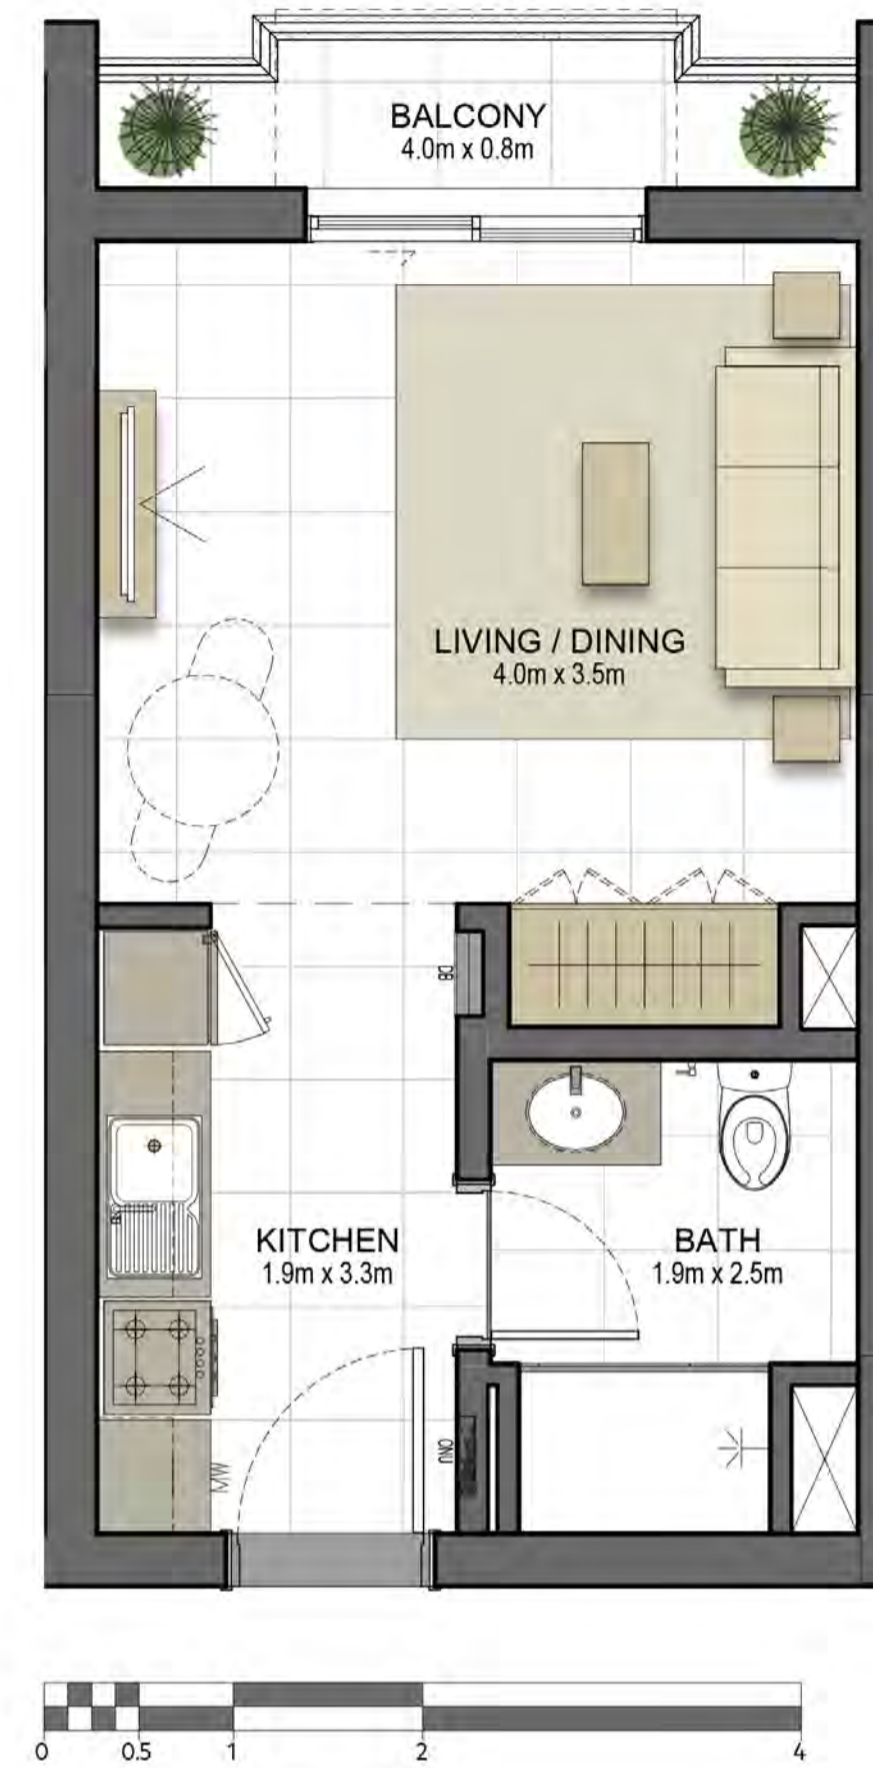 BALCONY
4.0m x 0.8m
LIVING / DINING
4.0m x 3.5m
DB
KITCHEN
1.9m x 3.3m
BATH
1.9m x 2.5m
MW
ONU
0 0.5 1 2 4